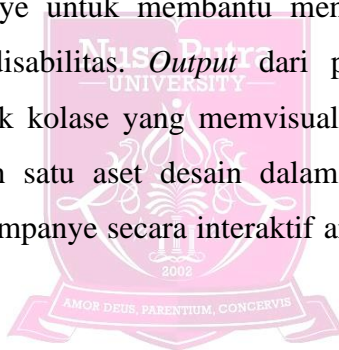 ye untuk membantu men
disabilitas. Output dari p
Nusa Putra
UNIVERSITY
k kolase yang memvisual
satu aset desain dalam
mpanye secara interaktif a
2002
AMOR DEUS, PARENTIUM, CONCERVIS